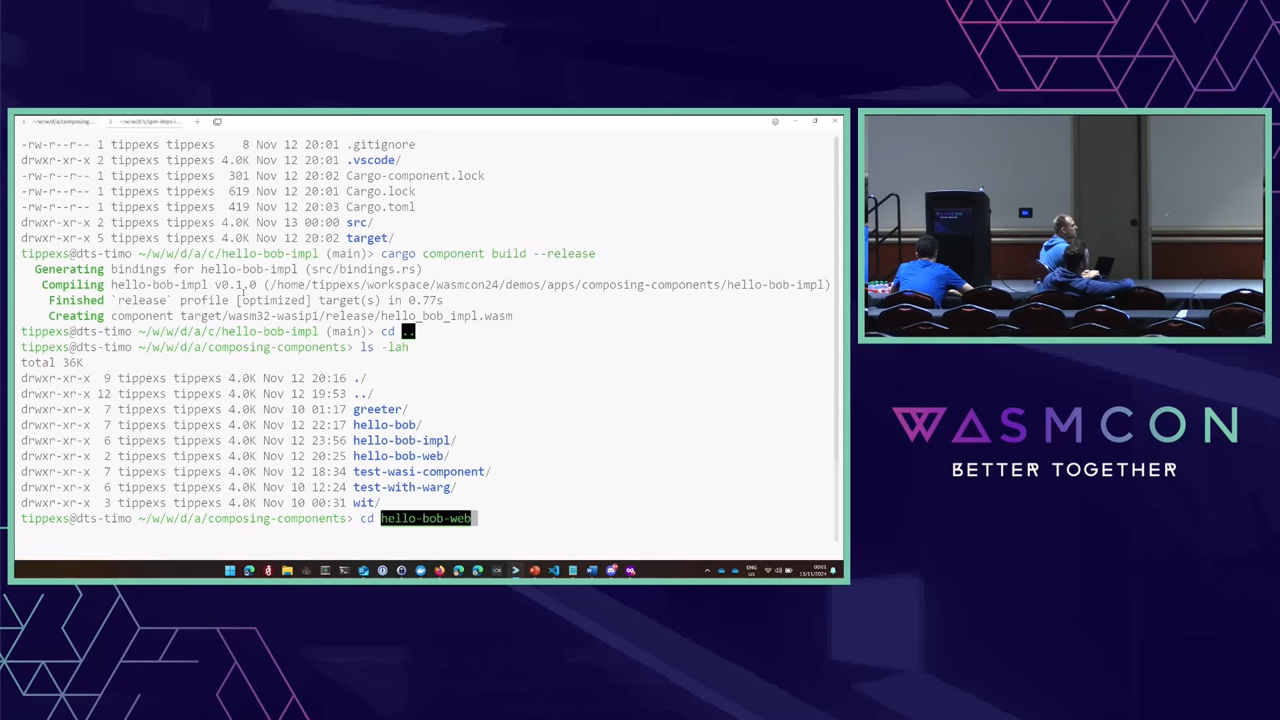 1 ~/w/w/d/a/composing...
2 ~/w/w/d/s/spin-deps-i...
-rw-r--r-- 1 tippexs tippexs 8 Nov 12 20:01 .gitignore
drwxr-xr-x 2 tippexs tippexs 4.0K Nov 12 20:01 .vscode/
-rw-r--r-- 1 tippexs tippexs 301 Nov 12 20:02 Cargo-component.lock
-rw-r--r-- 1 tippexs tippexs 619 Nov 12 20:01 Cargo.lock
-rw-r--r-- 1 tippexs tippexs 419 Nov 12 20:03 Cargo.toml
drwxr-xr-x 2 tippexs tippexs 4.0K Nov 13 00:00 src/
drwxr-xr-x 5 tippexs tippexs 4.0K Nov 12 20:02 target/
tippexs@dts-timo ~/w/w/d/a/c/hello-bob-impl (main)> cargo component build --release
Generating bindings for hello-bob-impl (src/bindings.rs)
Compiling hello-bob-impl v0.1.0 (/home/tippexs/workspace/wasmcon24/demos/apps/composing-components/hello-bob-impl)
Finished `release` profile [optimized] target(s) in 0.77s
Creating component target/wasm32-wasip1/release/hello_bob_impl.wasm
tippexs@dts-timo ~/w/w/d/a/c/hello-bob-impl (main)> cd ..
tippexs@dts-timo ~/w/w/d/a/composing-components> ls -lah
total 36K
drwxr-xr-x 9 tippexs tippexs 4.0K Nov 12 20:16 ./
drwxr-xr-x 12 tippexs tippexs 4.0K Nov 12 19:53 ../
drwxr-xr-x 7 tippexs tippexs 4.0K Nov 10 01:17 greeter/
drwxr-xr-x 7 tippexs tippexs 4.0K Nov 12 22:17 hello-bob/
drwxr-xr-x 6 tippexs tippexs 4.0K Nov 12 23:56 hello-bob-impl/
drwxr-xr-x 2 tippexs tippexs 4.0K Nov 12 20:25 hello-bob-web/
drwxr-xr-x 7 tippexs tippexs 4.0K Nov 12 18:34 test-wasi-component/
drwxr-xr-x 6 tippexs tippexs 4.0K Nov 10 12:24 test-with-warg/
drwxr-xr-x 3 tippexs tippexs 4.0K Nov 10 00:31 wit/
tippexs@dts-timo ~/w/w/d/a/composing-components> cd hello-bob-web
ENG
US
00:01
13/11/2024
WASMCON
BETTER TOGETHER